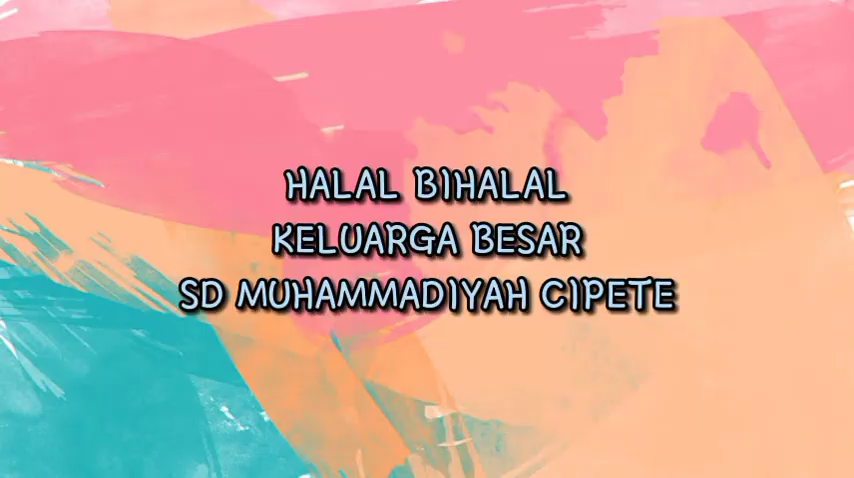 HALAL BIHALAL
KELUARGA BESAR
SD MUHAMMADIYAH CIPETE